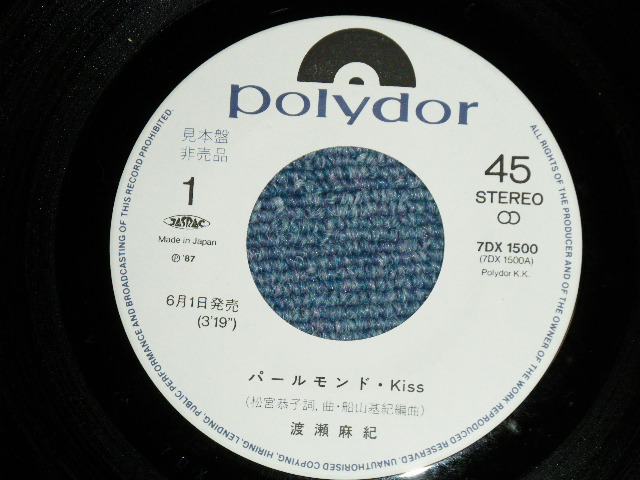 polydor
見本盤
非売品
1
JASRAC
Made in Japan
Ⓟ '87
45
STEREO
7DX 1500
(7DX 1500A)
Polydor K.K.
6月1日発売
(3'19")
パールモンド・Kiss
(松宮恭子詞,曲・船山基紀編曲)
渡瀬麻紀
ALL RIGHTS OF THE PRODUCER AND OF THE OWNER OF THE WORK REPRODUCED RESERVED. UNAUTHORISED COPYING, HIRING, LENDING, PUBLIC PERFORMANCE AND BROADCASTING OF THIS RECORD PROHIBITED.